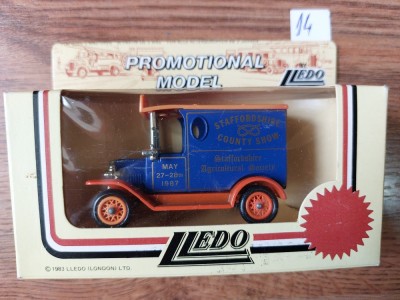 14
PROMOTIONAL
MODEL
LLEDO
STAFFORDSHIRE
COUNTY SHOW
Staffordshire
Agricultural Society
MAY
27-28th
1987
LLEDO
© 1983 LLEDO (LONDON) LTD.